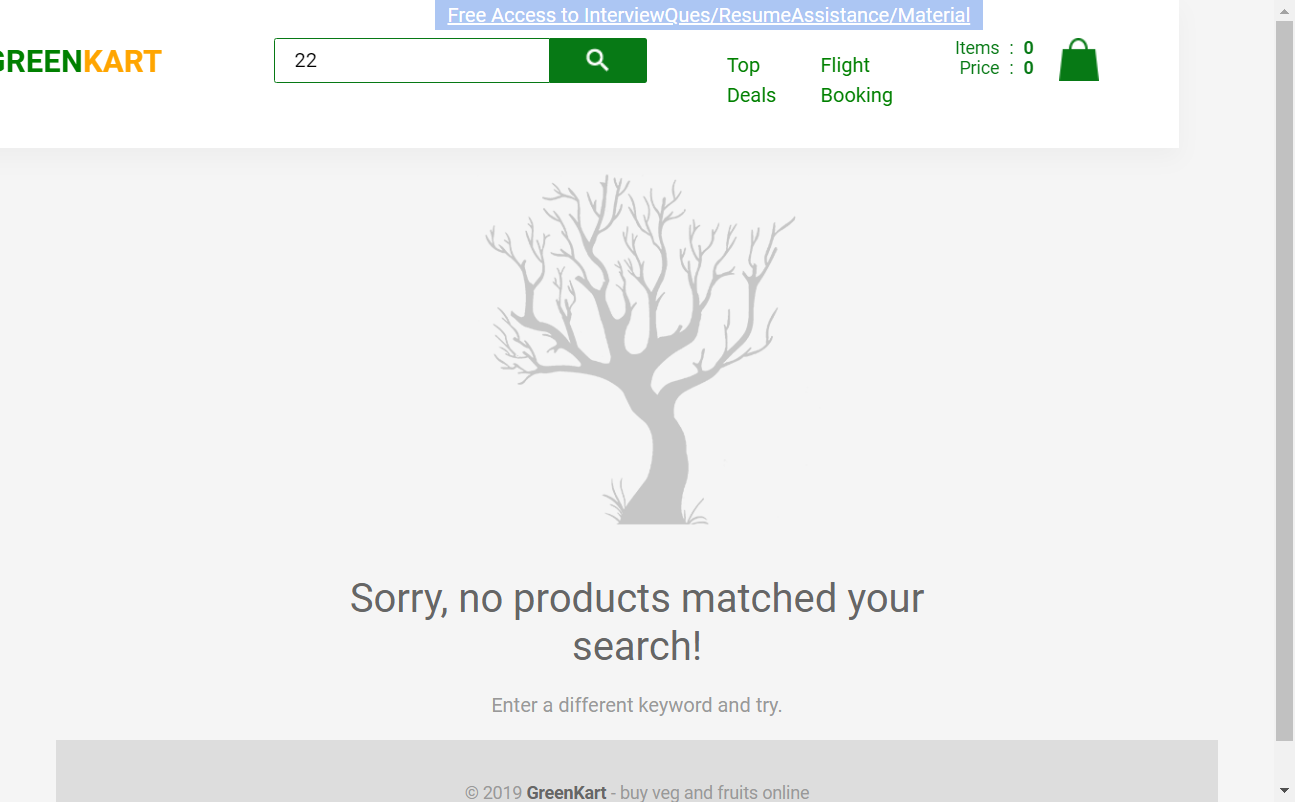 Free Access to InterviewQues/ResumeAssistance/Material
GREENKART
22
Top Deals
Flight Booking
Items : 0
Price : 0
Sorry, no products matched your
search!
Enter a different keyword and try.
© 2019 GreenKart - buy veg and fruits online